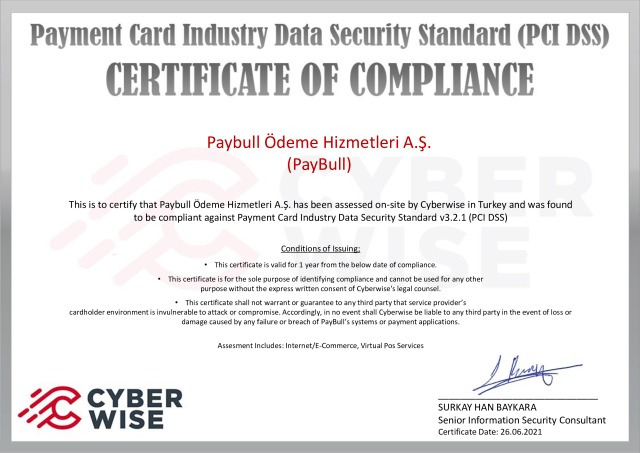 Payment Card Industry Data Security Standard (PCI DSS)
CERTIFICATE OF COMPLIANCE
Paybull Ödeme Hizmetleri A.Ş.
(PayBull)
This is to certify that Paybull Ödeme Hizmetleri A.Ş. has been assessed on-site by Cyberwise in Turkey and was found
to be compliant against Payment Card Industry Data Security Standard v3.2.1 (PCI DSS)
Conditions of Issuing;
• This certificate is valid for 1 year from the below date of compliance.
• This certificate is for the sole purpose of identifying compliance and cannot be used for any other
purpose without the express written consent of Cyberwise's legal counsel.
• This certificate shall not warrant or guarantee to any third party that service provider's
cardholder environment is invulnerable to attack or compromise. Accordingly, in no event shall Cyberwise be liable to any third party in the event of loss or
damage caused by any failure or breach of PayBull's systems or payment applications.
Assesment Includes: Internet/E-Commerce, Virtual Pos Services
CYBER
WISE
CYBER
WISE
SURKAY HAN BAYKARA
Senior Information Security Consultant
Certificate Date: 26.06.2021